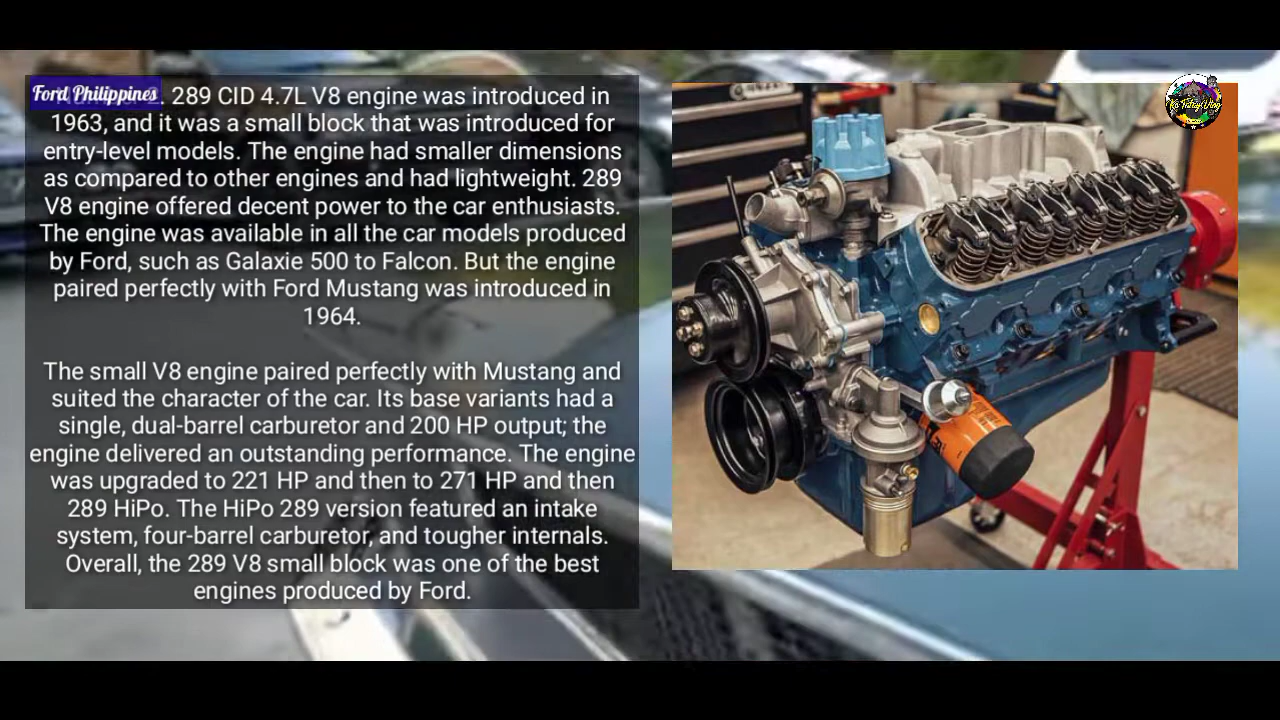 Ford Philippines
2. 289 CID 4.7L V8 engine was introduced in
1963, and it was a small block that was introduced for
entry-level models. The engine had smaller dimensions
as compared to other engines and had lightweight. 289
V8 engine offered decent power to the car enthusiasts.
The engine was available in all the car models produced
by Ford, such as Galaxie 500 to Falcon. But the engine
paired perfectly with Ford Mustang was introduced in
1964.
The small V8 engine paired perfectly with Mustang and
suited the character of the car. Its base variants had a
single, dual-barrel carburetor and 200 HP output; the
engine delivered an outstanding performance. The engine
was upgraded to 221 HP and then to 271 HP and then
289 HiPo. The HiPo 289 version featured an intake
system, four-barrel carburetor, and tougher internals.
Overall, the 289 V8 small block was one of the best
engines produced by Ford.